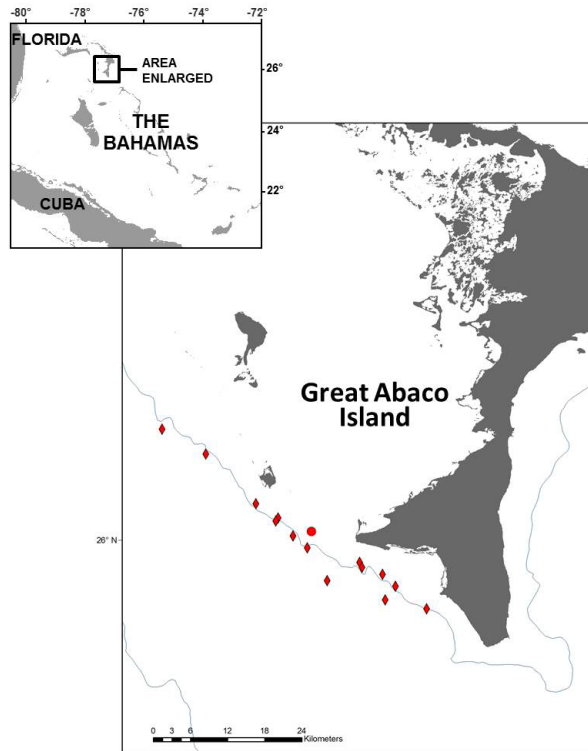 -80° -78° -76° -74° -72°
FLORIDA
AREA
ENLARGED
26°
THE
BAHAMAS
24°
22°
CUBA
Great Abaco
Island
26° N
0 3 6 12 18 24
Kilometers